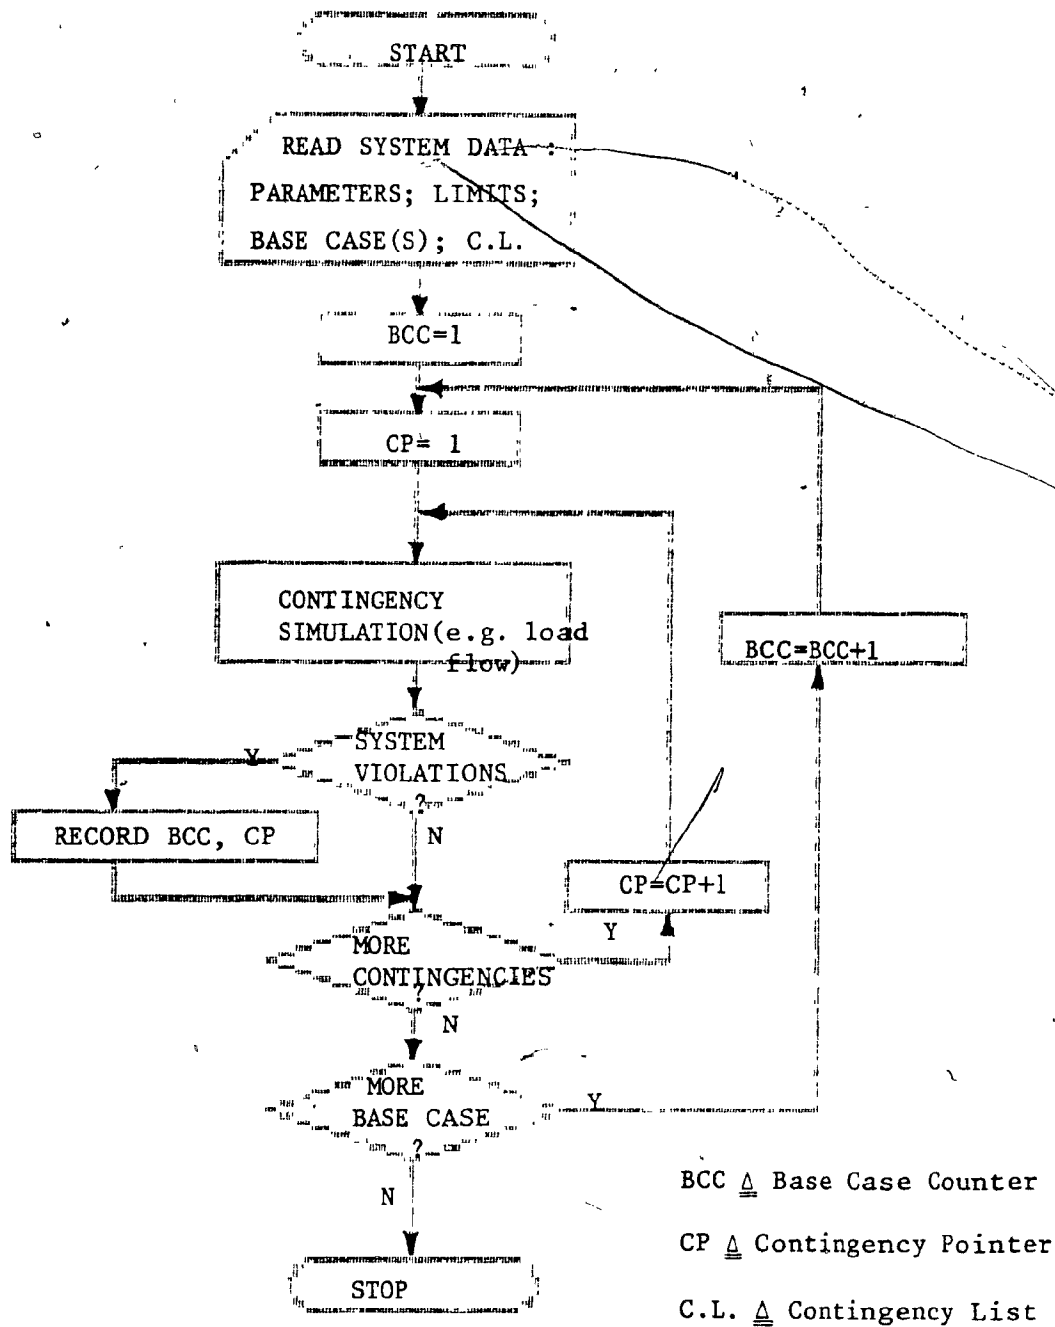 START
READ SYSTEM DATA :
PARAMETERS; LIMITS;
BASE CASE(S); C.L.
BCC=1
CP= 1
CONTINGENCY
SIMULATION(e.g. load
flow)
BCC=BCC+1
SYSTEM
VIOLATIONS
?
Y
N
RECORD BCC, CP
CP=CP+1
Y
MORE
CONTINGENCIES
?
N
MORE
BASE CASE
?
Y
N
STOP
BCC ≜ Base Case Counter
CP ≜ Contingency Pointer
C.L. ≜ Contingency List